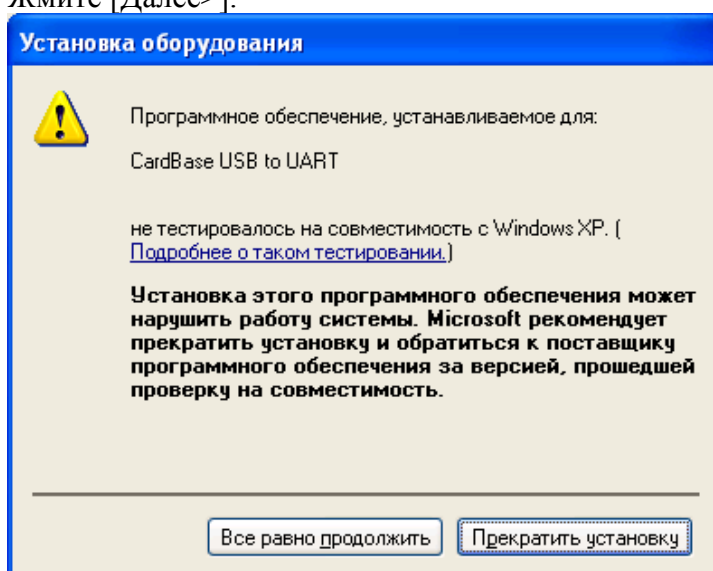 жмите [Далее>].
Установка оборудования
Программное обеспечение, устанавливаемое для:
CardBase USB to UART
не тестировалось на совместимость с Windows XP. (
Подробнее о таком тестировании.)
Установка этого программного обеспечения может
нарушить работу системы. Microsoft рекомендует
прекратить установку и обратиться к поставщику
программного обеспечения за версией, прошедшей
проверку на совместимость.
Все равно продолжить Прекратить установку